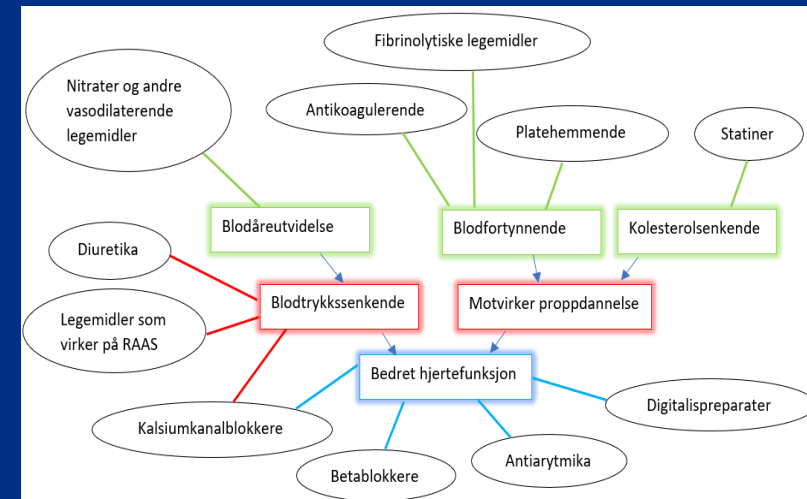 Fibrinolytiske legemidler
Nitrater og andre
vasodilaterende
legemidler
Antikoagulerende
Platehemmende
Statiner
Blodåreutvidelse
Blodfortynnende
Kolesterolsenkende
Diuretika
Blodtrykkssenkende
Motvirker proppdannelse
Legemidler som
virker på RAAS
Bedret hjertefunksjon
Kalsiumkanalblokkere
Digitalispreparater
Betablokkere
Antiarytmika